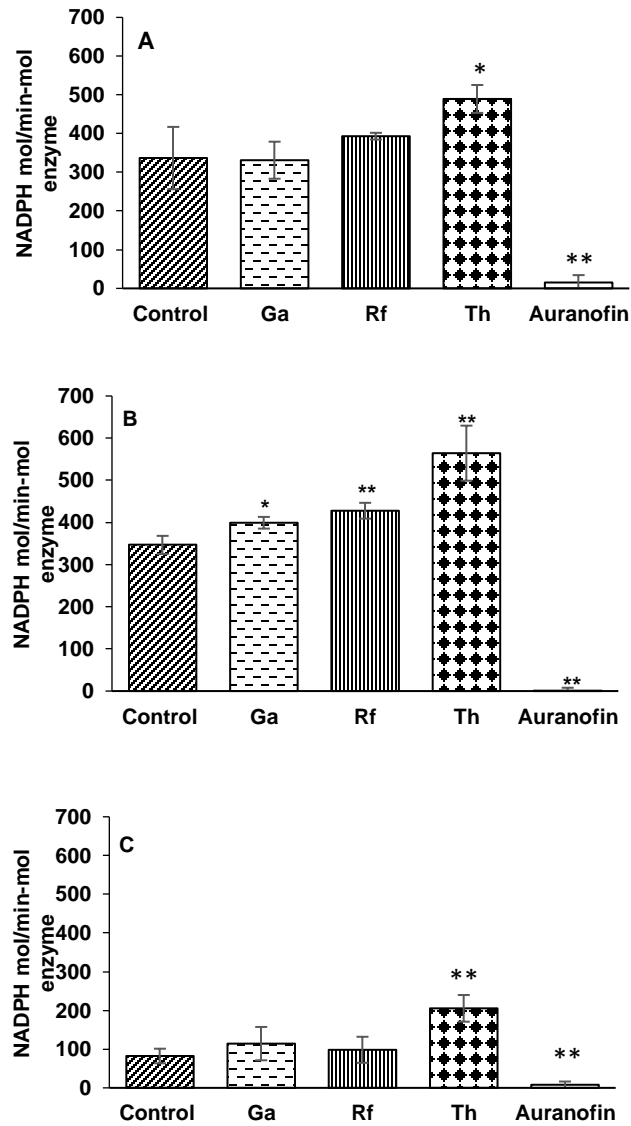 A
NADPH mol/min-mol
enzyme
700
600
500
400
300
200
100
0
*
**
Control Ga Rf Th Auranofin
B
NADPH mol/min-mol
enzyme
700
600
500
400
300
200
100
0
* ** ** **
Control Ga Rf Th Auranofin
C
NADPH mol/min-mol
enzyme
700
600
500
400
300
200
100
0
** **
Control Ga Rf Th Auranofin